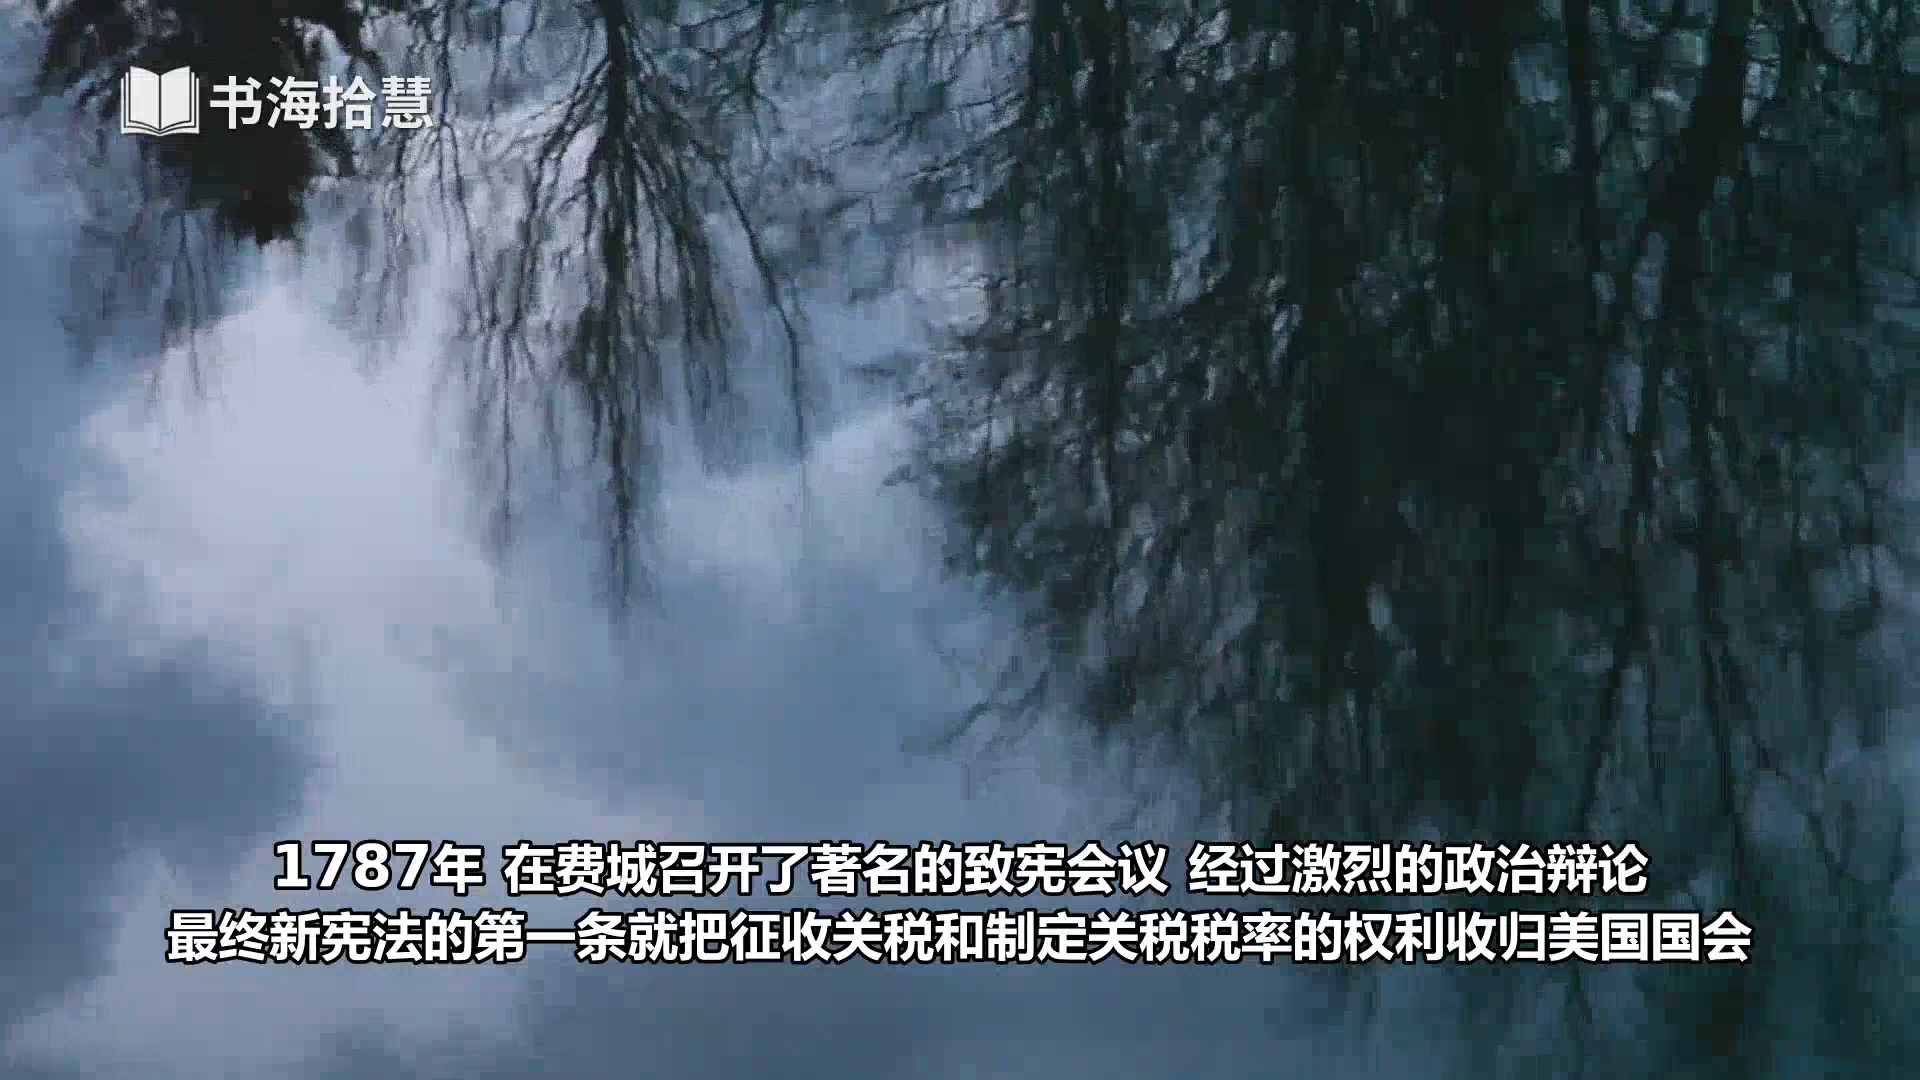 书海拾慧
1787年 在费城召开了著名的致宪会议 经过激烈的政治辩论
最终新宪法的第一条就把征收关税和制定关税税率的权利收归美国国会